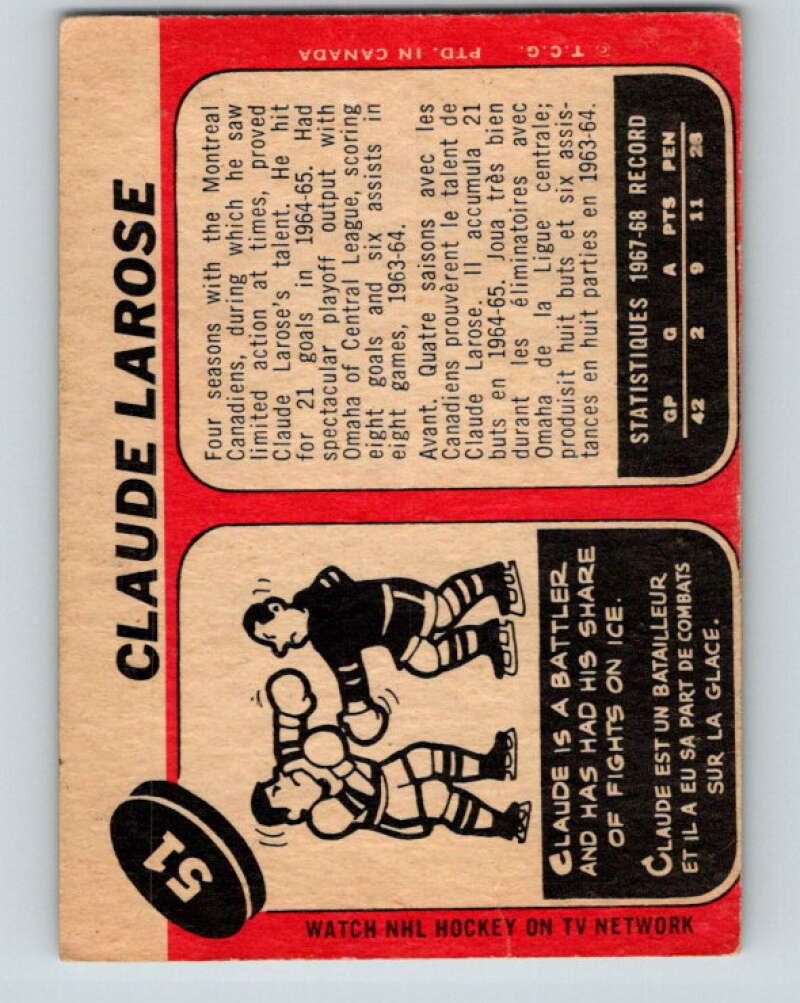 CLAUDE LAROSE
51
CLAUDE IS A BATTLER
AND HAS HAD HIS SHARE
OF FIGHTS ON ICE.
CLAUDE EST UN BATAILLEUR
ET IL A EU SA PART DE COMBATS
SUR LA GLACE.
Four seasons with the Montreal
Canadiens, during which he saw
limited action at times, proved
Claude Larose's talent. He hit
for 21 goals in 1964-65. Had
spectacular playoff output with
Omaha of Central League, scoring
eight goals and six assists in
eight games, 1963-64.
Avant. Quatre saisons avec les
Canadiens prouvèrent le talent de
Claude Larose. Il accumula 21
buts en 1964-65. Joua très bien
durant les éliminatoires avec
Omaha de la Ligue centrale;
produisit huit buts et six assis-
tances en huit parties en 1963-64.
STATISTIQUES 1967-68 RECORD
GP G A PTS PEN
42 2 9 11 28
WATCH NHL HOCKEY ON TV NETWORK
© T.C.G. PTD. IN CANADA